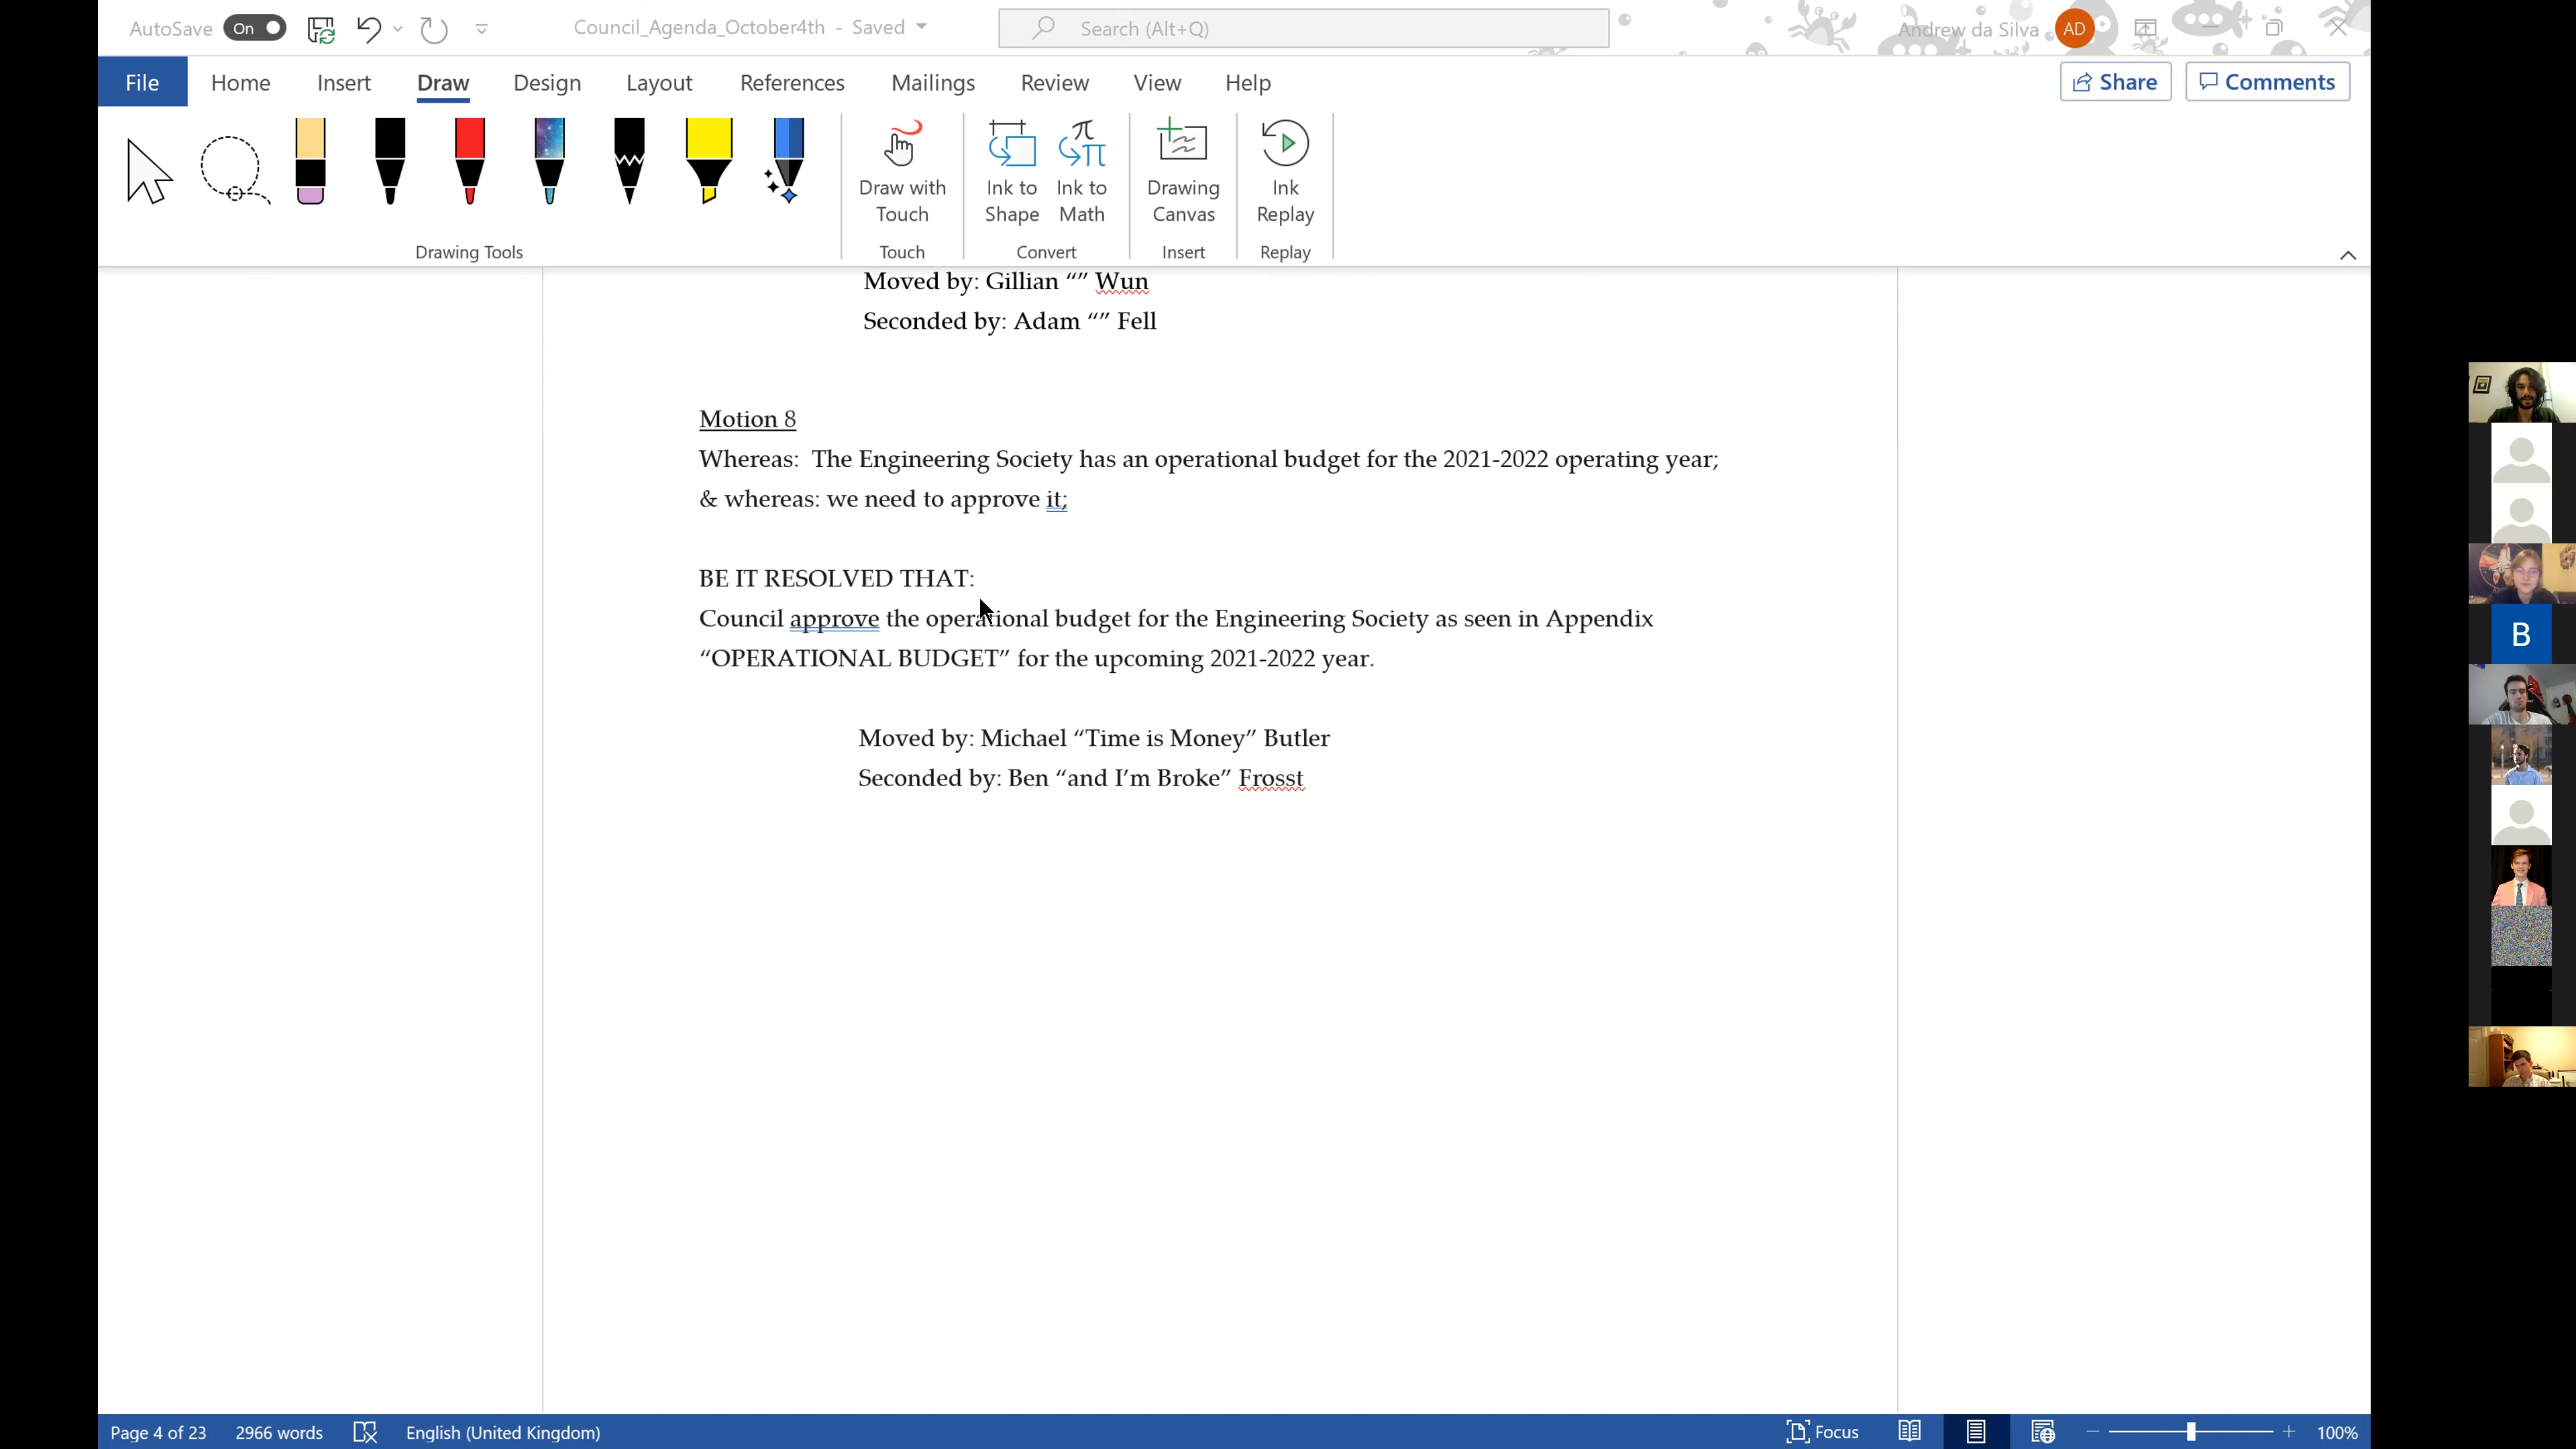 AutoSave On Council_Agenda_October4th - Saved Search (Alt+Q) Andrew da Silva AD
File Home Insert Draw Design Layout References Mailings Review View Help Share Comments
Draw with Touch Ink to Shape Ink to Math Drawing Canvas Ink Replay
Drawing Tools Touch Convert Insert Replay
Moved by: Gillian “” Wun
Seconded by: Adam “” Fell
Motion 8
Whereas:  The Engineering Society has an operational budget for the 2021-2022 operating year;
& whereas: we need to approve it;
BE IT RESOLVED THAT:
Council approve the operational budget for the Engineering Society as seen in Appendix
“OPERATIONAL BUDGET” for the upcoming 2021-2022 year.
Moved by: Michael “Time is Money” Butler
Seconded by: Ben “and I’m Broke” Frosst
B
Page 4 of 23 2966 words English (United Kingdom) Focus 100%